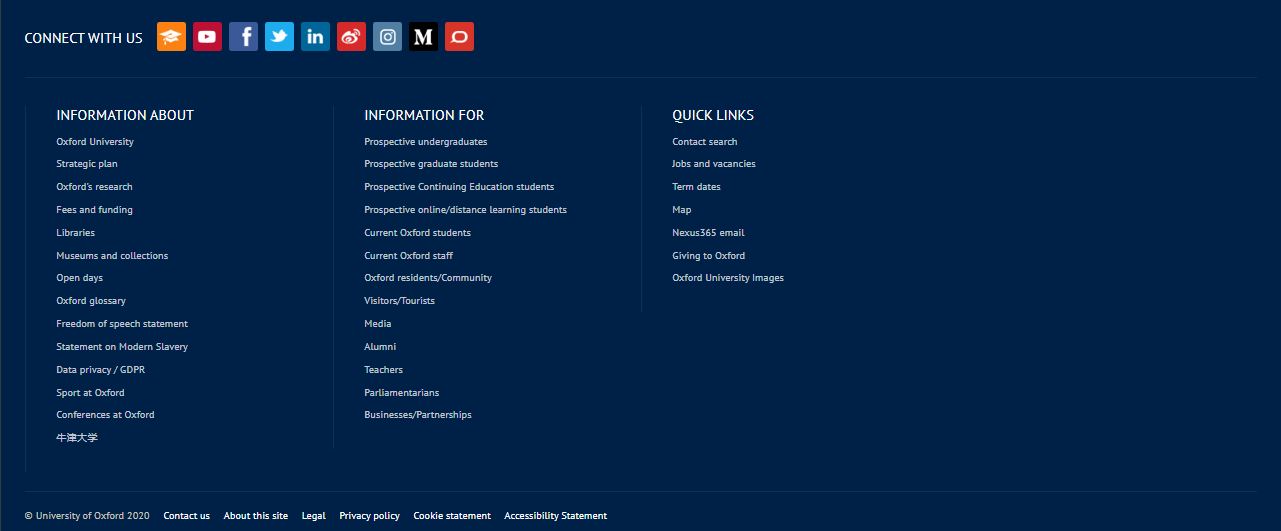 CONNECT WITH US
INFORMATION ABOUT
Oxford University
Strategic plan
Oxford's research
Fees and funding
Libraries
Museums and collections
Open days
Oxford glossary
Freedom of speech statement
Statement on Modern Slavery
Data privacy / GDPR
Sport at Oxford
Conferences at Oxford
牛津大学
INFORMATION FOR
Prospective undergraduates
Prospective graduate students
Prospective Continuing Education students
Prospective online/distance learning students
Current Oxford students
Current Oxford staff
Oxford residents/Community
Visitors/Tourists
Media
Alumni
Teachers
Parliamentarians
Businesses/Partnerships
QUICK LINKS
Contact search
Jobs and vacancies
Term dates
Map
Nexus365 email
Giving to Oxford
Oxford University Images
© University of Oxford 2020 Contact us About this site Legal Privacy policy Cookie statement Accessibility Statement